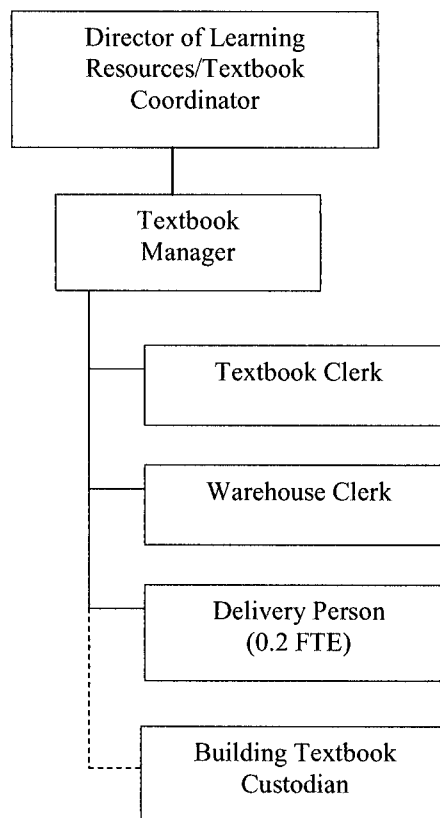 Director of Learning
Resources/Textbook
Coordinator
Textbook
Manager
Textbook Clerk
Warehouse Clerk
Delivery Person
(0.2 FTE)
Building Textbook
Custodian